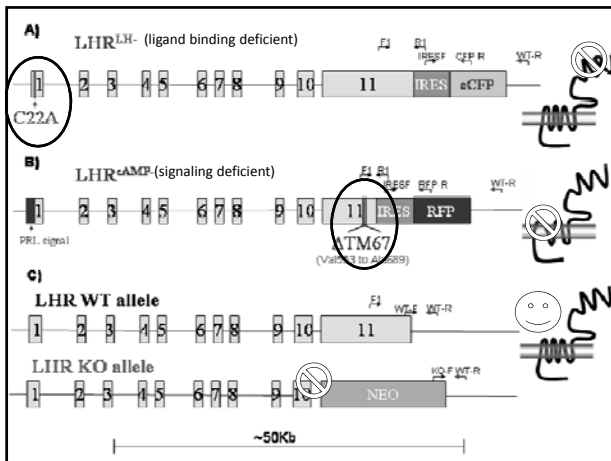 A)
LHR LH- (ligand binding deficient)
F1 R1
IRESF CFP R WT-R
1 2 3 4 5 6 7 8 9 10 11 IRES eCFP
C22A
B)
LHR cAMP- (signaling deficient)
F1 R1
IRESF RFP R WT-R
1 2 3 4 5 6 7 8 9 10 11 IRES RFP
PRL signal
ΔTM67
C)
LHR WT allele
F1
WT-F WT-R
1 2 3 4 5 6 7 8 9 10 11
LHR KO allele
KO-F WT-R
1 2 3 4 5 6 7 8 9 10 NEO
~50Kb